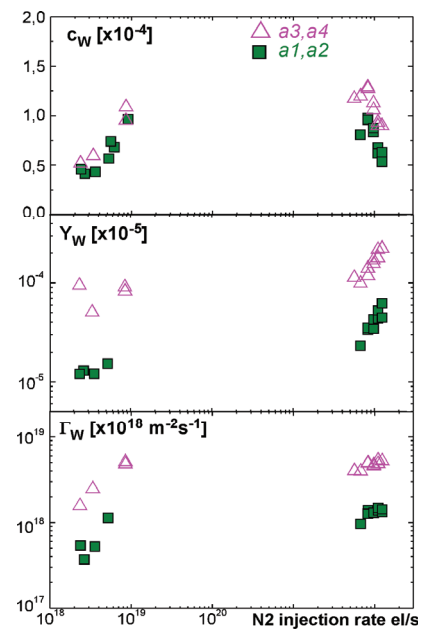 c_W [x10^-4]
a3,a4
a1,a2
2,0
1,5
1,0
0,5
0,0
Y_W [x10^-5]
10^-4
10^-5
Γ_W [x10^18 m^-2s^-1]
10^19
10^18
10^17
10^18 10^19 10^20 N2 injection rate el/s